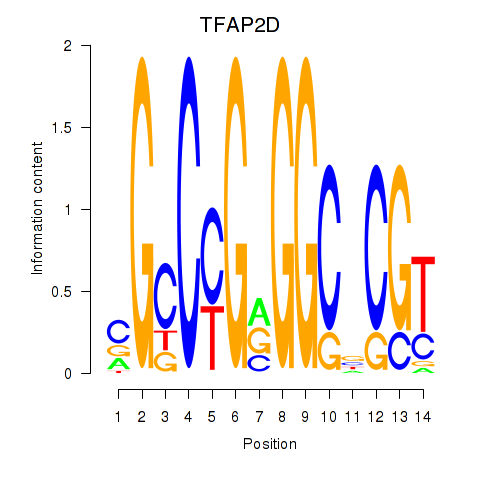 TFAP2D
2
1.5
1
0.5
0
Information content
C G A T
G
C T G
C
C T
G
A G C
G
G
C G
G C T A
C G
G C
T C G A
1 2 3 4 5 6 7 8 9 10 11 12 13 14
Position